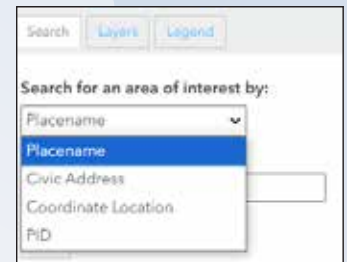 Search Layers Legend
Search for an area of interest by:
Placename
Placename
Civic Address
Coordinate Location
PID